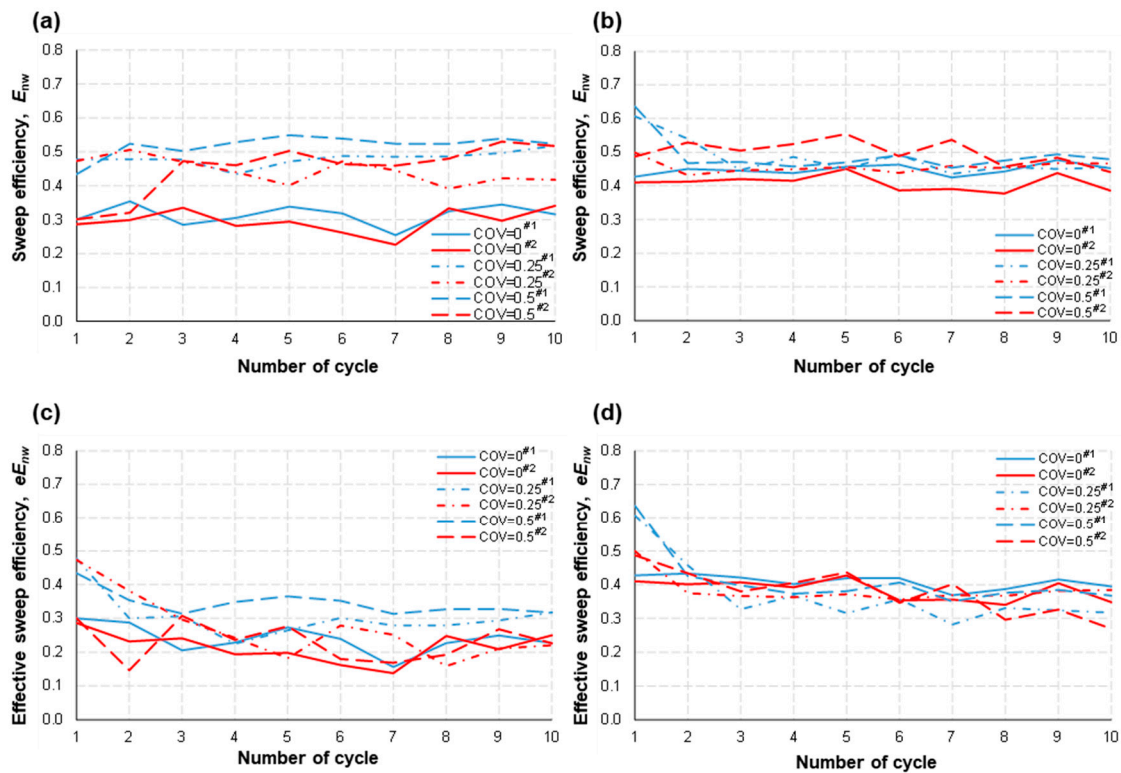 (a)
Sweep efficiency, Enw
0.8
0.7
0.6
0.5
0.4
0.3
0.2
0.1
0.0
1 2 3 4 5 6 7 8 9 10
Number of cycle
COV=0#1
COV=0#2
COV=0.25#1
COV=0.25#2
COV=0.5#1
COV=0.5#2
(b)
Sweep efficiency, Enw
0.8
0.7
0.6
0.5
0.4
0.3
0.2
0.1
0.0
1 2 3 4 5 6 7 8 9 10
Number of cycle
COV=0#1
COV=0#2
COV=0.25#1
COV=0.25#2
COV=0.5#1
COV=0.5#2
(c)
Effective sweep efficiency, eEnw
0.8
0.7
0.6
0.5
0.4
0.3
0.2
0.1
0.0
1 2 3 4 5 6 7 8 9 10
Number of cycle
COV=0#1
COV=0#2
COV=0.25#1
COV=0.25#2
COV=0.5#1
COV=0.5#2
(d)
Effective sweep efficiency, eEnw
0.8
0.7
0.6
0.5
0.4
0.3
0.2
0.1
0.0
1 2 3 4 5 6 7 8 9 10
Number of cycle
COV=0#1
COV=0#2
COV=0.25#1
COV=0.25#2
COV=0.5#1
COV=0.5#2